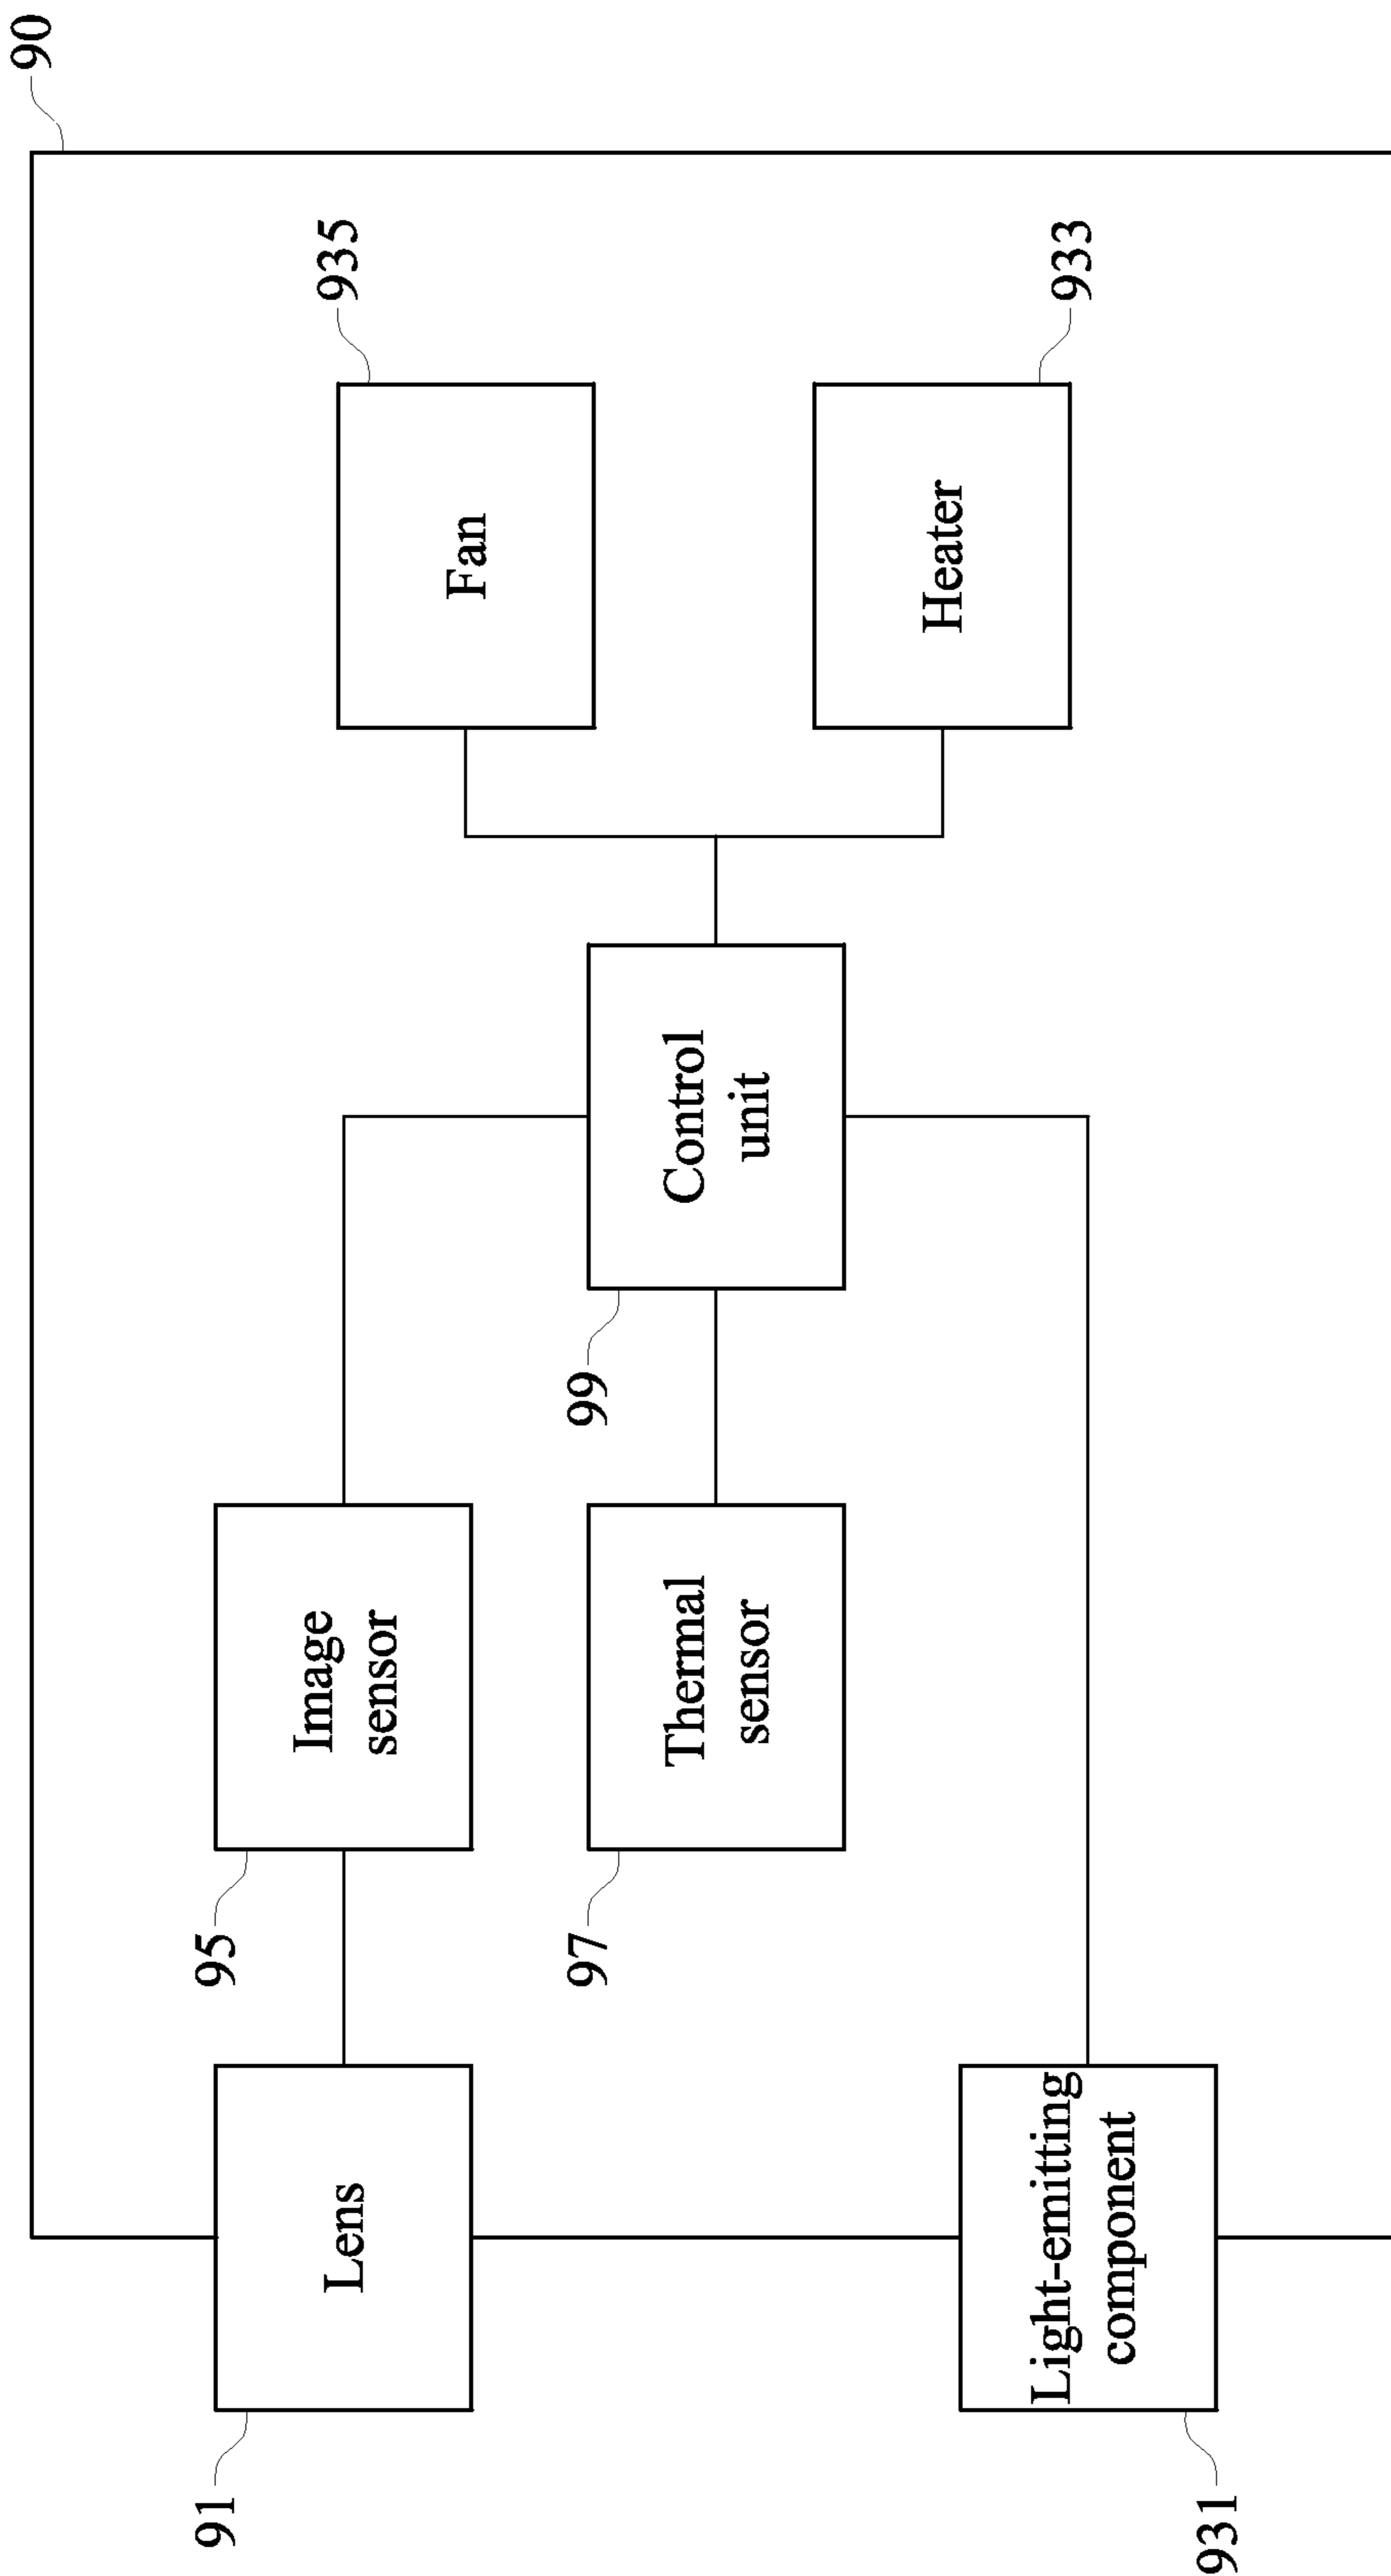 90
935
Fan
933
Heater
Control
unit
99
95
Image
sensor
97
Thermal
sensor
91
Lens
931
Light-emitting
component